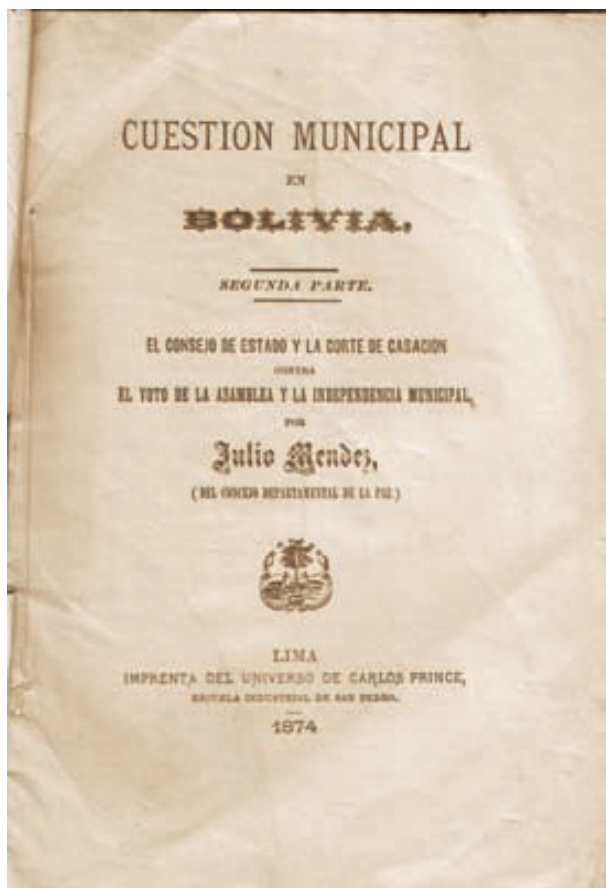 CUESTION MUNICIPAL
EN
BOLIVIA,
SEGUNDA PARTE.
EL CONSEJO DE ESTADO Y LA CORTE DE CASACION
CONTRA
EL VOTO DE LA ASAMBLEA Y LA INDEPENDENCIA MUNICIPAL,
POR
Julio Mendez,
(DEL CONCEJO DEPARTAMENTAL DE LA PAZ)
LIMA
IMPRENTA DEL UNIVERSO DE CARLOS PRINCE,
ESCUELA INDUSTRIAL DE SAN PEDRO.
1874